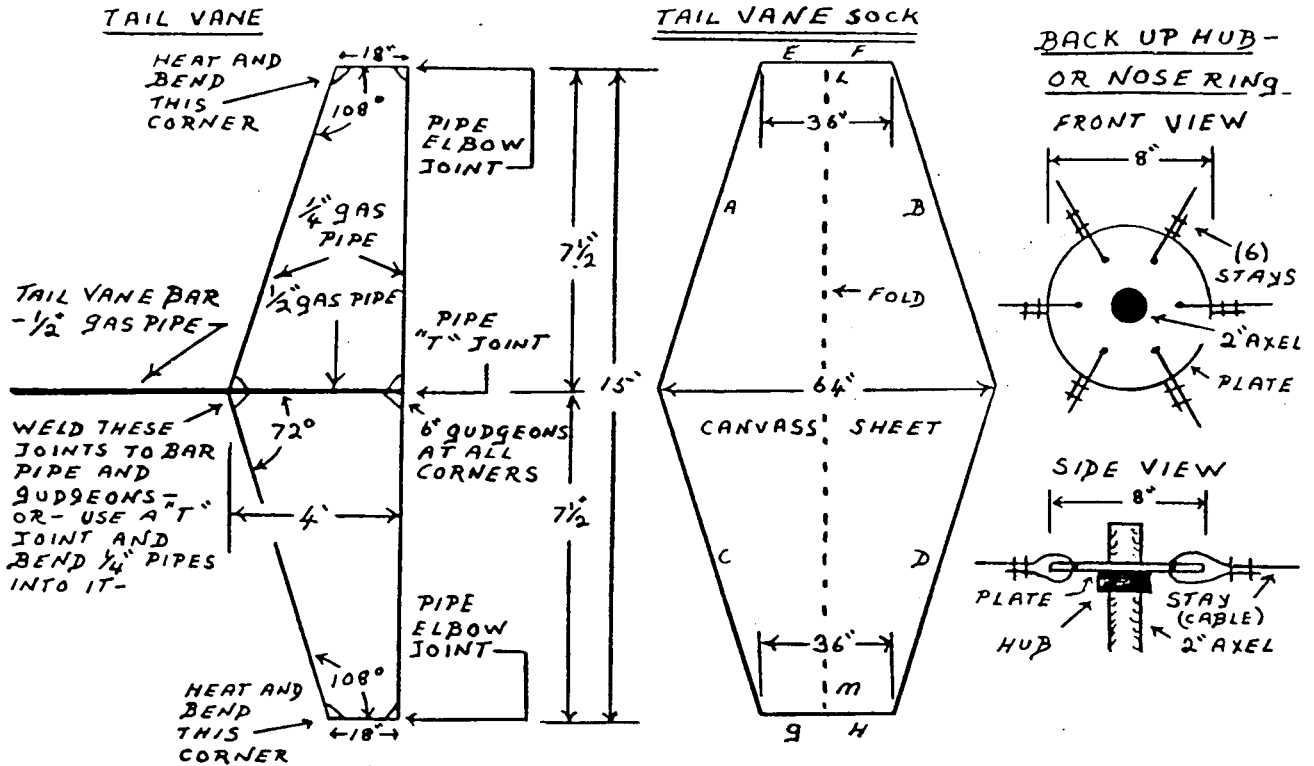 TAIL VANE
18"
HEAT AND
BEND
THIS
CORNER
108°
PIPE
ELBOW
JOINT
1/4" gAS
PIPE
1/2" gAS PIPE
TAIL VANE BAR
- 1/2" gAS PIPE
PIPE
"T" JOINT
7 1/2"
15"
7 1/2"
WELD THESE
JOINTS TO BAR
PIPE AND
gUDgEONS -
OR - USE A "T"
JOINT AND
BEND 1/4" PIPES
INTO IT -
72°
6" gUDgEONS
AT ALL
CORNERS
4'
PIPE
ELBOW
JOINT
108°
HEAT AND
BEND
THIS
CORNER
18"
TAIL VANE SOCK
E F
L
36"
A B
FOLD
64"
CANVASS SHEET
C D
36"
M
g H
BACK UP HUB -
OR NOSE RING
FRONT VIEW
8"
(6)
STAYS
2" AXEL
PLATE
SIDE VIEW
8"
PLATE
HUB
STAY
(CABLE)
2" AXEL